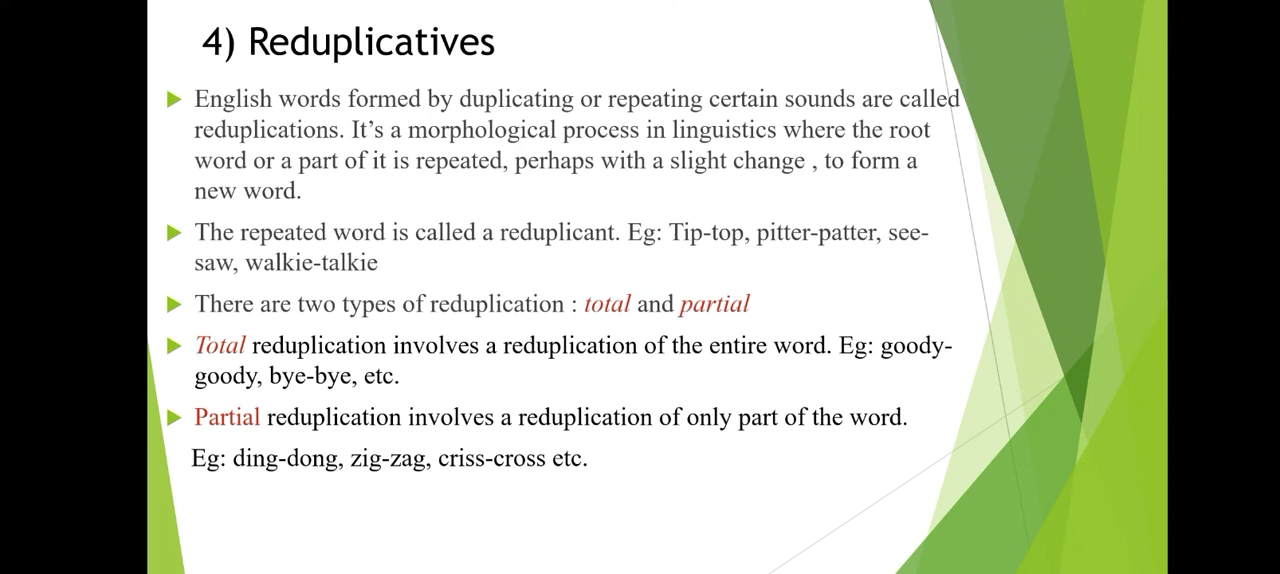 4) Reduplicatives
English words formed by duplicating or repeating certain sounds are called
reduplications. It’s a morphological process in linguistics where the root
word or a part of it is repeated, perhaps with a slight change , to form a
new word.
The repeated word is called a reduplicant. Eg: Tip-top, pitter-patter, see-
saw, walkie-talkie
There are two types of reduplication : total and partial
Total reduplication involves a reduplication of the entire word. Eg: goody-
goody, bye-bye, etc.
Partial reduplication involves a reduplication of only part of the word.
Eg: ding-dong, zig-zag, criss-cross etc.